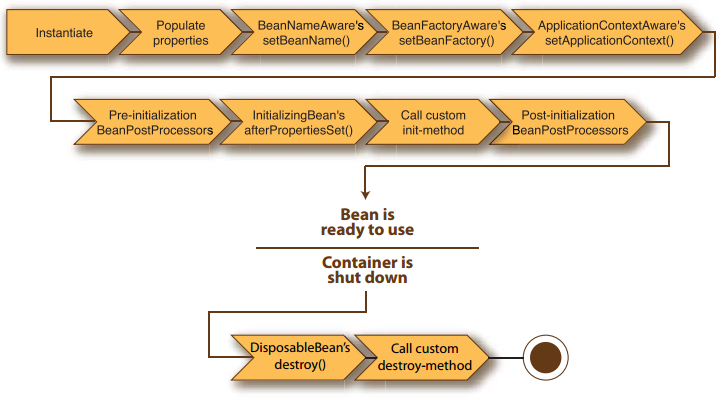 Instantiate
Populate
properties
BeanNameAware's
setBeanName()
BeanFactoryAware's
setBeanFactory()
ApplicationContextAware's
setApplicationContext()
Pre-initialization
BeanPostProcessors
InitializingBean's
afterPropertiesSet()
Call custom
init-method
Post-initialization
BeanPostProcessors
Bean is
ready to use
Container is
shut down
DisposableBean's
destroy()
Call custom
destroy-method